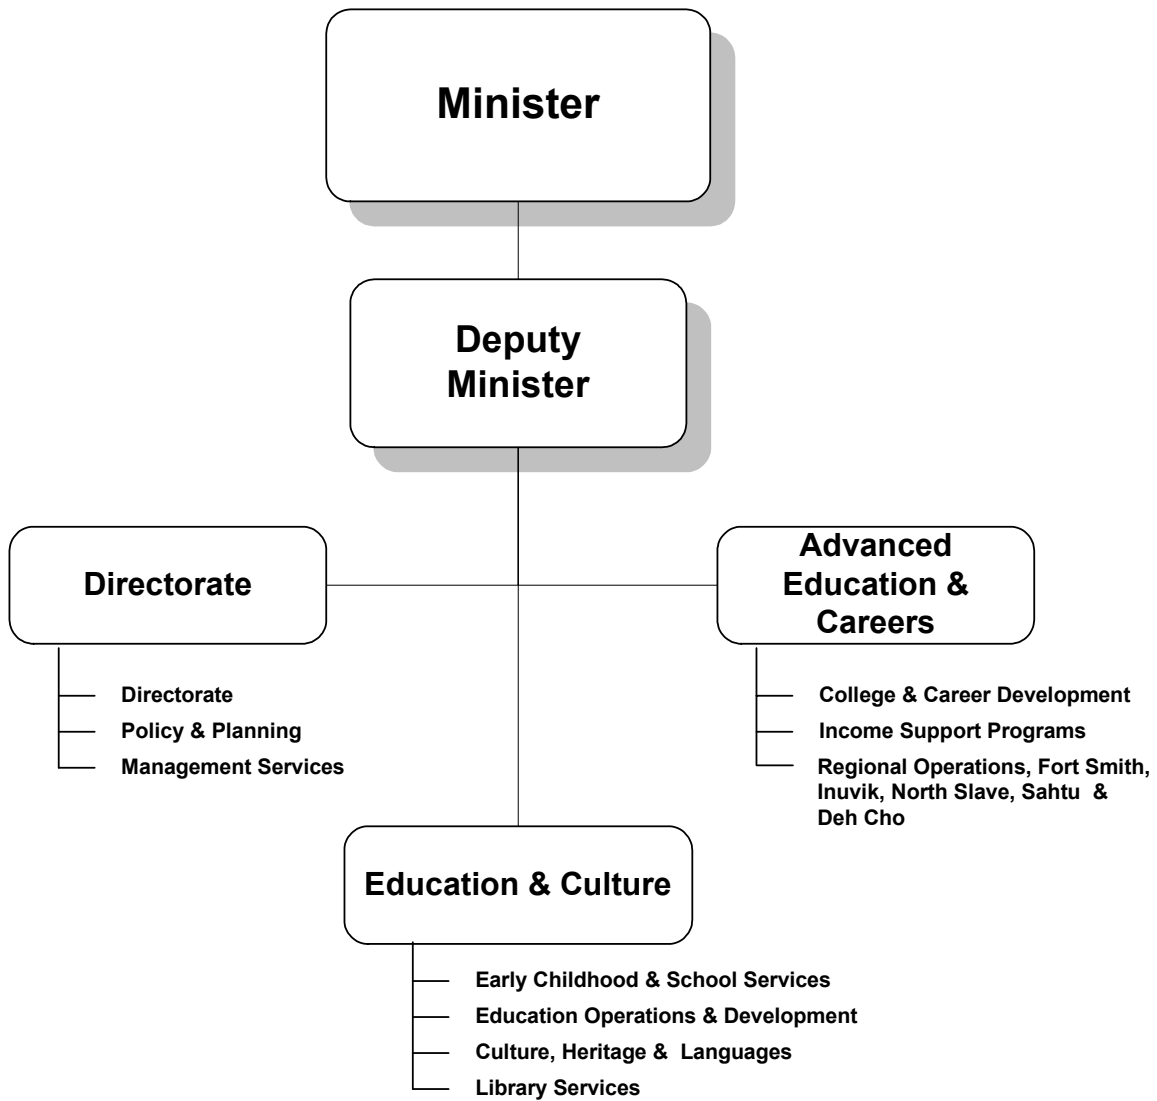 Minister
Deputy
Minister
Directorate
Directorate
Policy & Planning
Management Services
Advanced
Education &
Careers
College & Career Development
Income Support Programs
Regional Operations, Fort Smith,
Inuvik, North Slave, Sahtu &
Deh Cho
Education & Culture
Early Childhood & School Services
Education Operations & Development
Culture, Heritage & Languages
Library Services